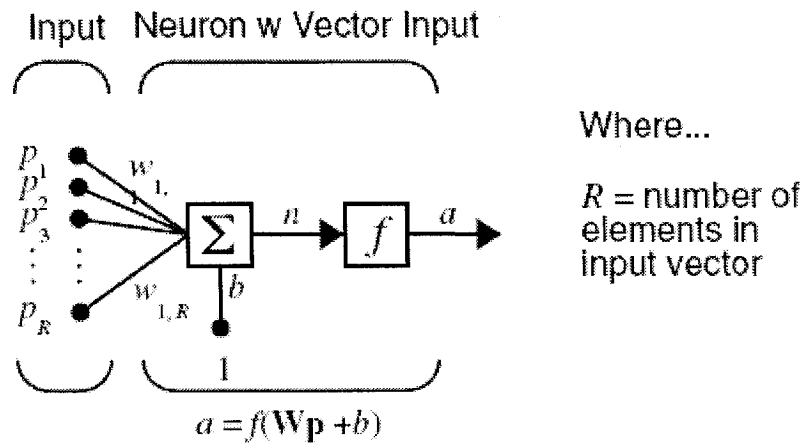 Input Neuron w Vector Input
Where...
p1 w1,1
p2
p3
R = number of
elements in
input vector
Σ n f a
. .
. .
. .
pR w1,R b
1
a = f(Wp +b)